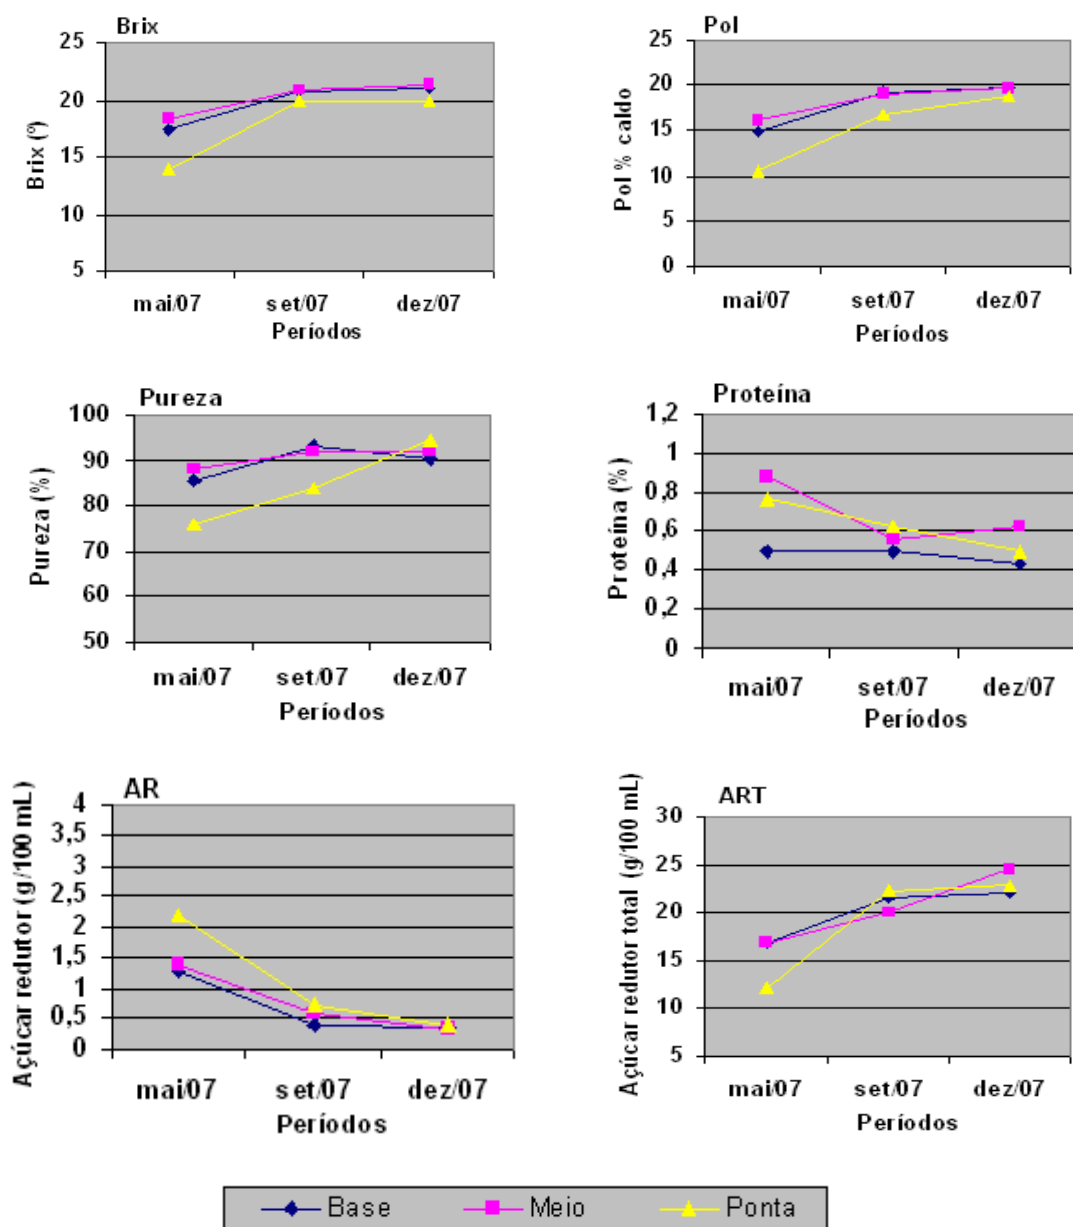 Brix
25
20
15
10
5
Brix (º)
mai/07 set/07 dez/07
Períodos
Pol
25
20
15
10
5
0
Pol % caldo
mai/07 set/07 dez/07
Períodos
Pureza
100
90
80
70
60
50
Pureza (%)
mai/07 set/07 dez/07
Períodos
Proteína
1,2
1
0,8
0,6
0,4
0,2
0
Proteína (%)
mai/07 set/07 dez/07
Períodos
AR
4
3,5
3
2,5
2
1,5
1
0,5
0
Açúcar redutor (g/100 mL)
mai/07 set/07 dez/07
Períodos
ART
30
25
20
15
10
5
Açúcar redutor total (g/100 mL)
mai/07 set/07 dez/07
Períodos
Base Meio Ponta